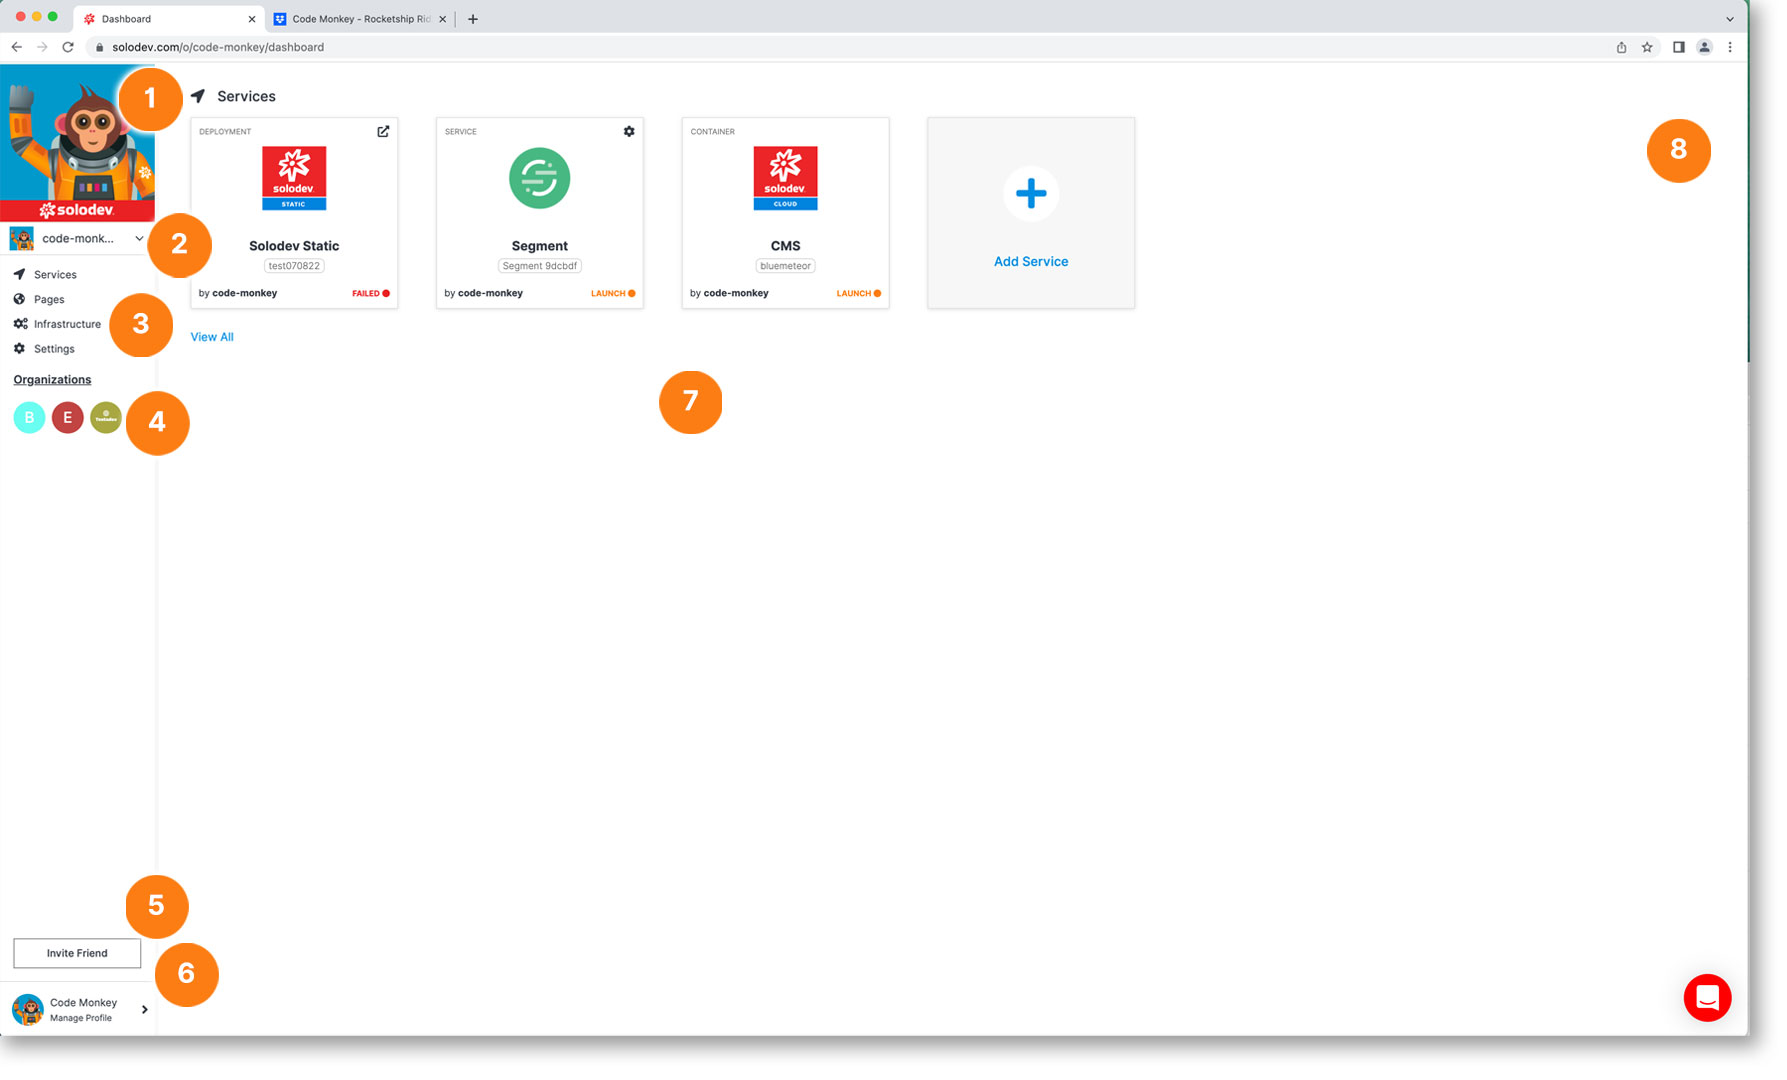 Dashboard
Code Monkey - Rocketship Rid
solodev.com/o/code-monkey/dashboard
1
solodev
code-monk...
2
Services
Pages
Infrastructure
3
Settings
Organizations
B
E
4
5
Invite Friend
6
Code Monkey
Manage Profile
Services
DEPLOYMENT
solodev
STATIC
Solodev Static
test070822
by code-monkey
FAILED
SERVICE
Segment
Segment 9dcbdf
by code-monkey
LAUNCH
CONTAINER
solodev
CLOUD
CMS
bluemeteor
by code-monkey
LAUNCH
Add Service
View All
7
8